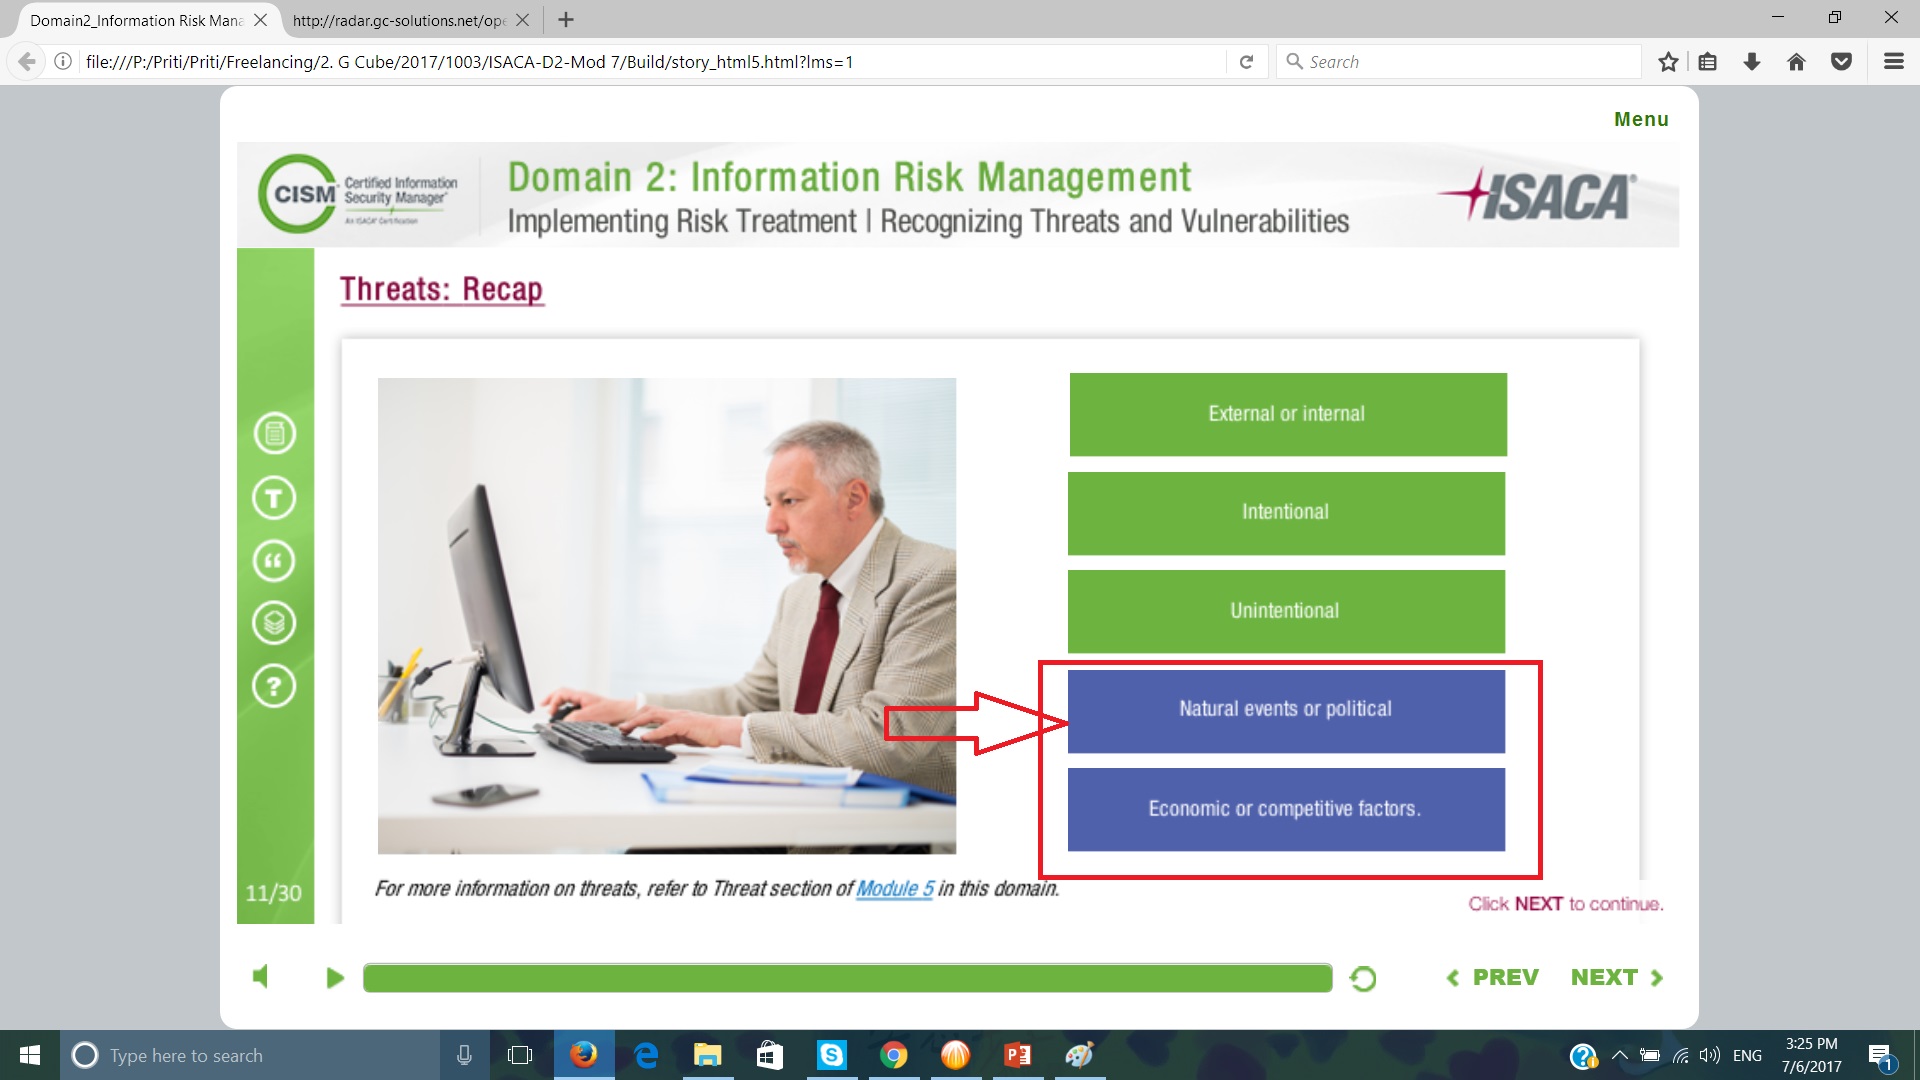 Domain2_Information Risk Mana
http://radar.gc-solutions.net/ope
file:///P:/Priti/Priti/Freelancing/2. G Cube/2017/1003/ISACA-D2-Mod 7/Build/story_html5.html?lms=1
Search
Menu
CISM
Certified Information
Security Manager®
An ISACA® Certification
Domain 2: Information Risk Management
Implementing Risk Treatment | Recognizing Threats and Vulnerabilities
ISACA®
Threats: Recap
External or internal
Intentional
Unintentional
Natural events or political
Economic or competitive factors.
T
?
11/30
For more information on threats, refer to Threat section of Module 5 in this domain.
Click NEXT to continue.
PREV
NEXT
Type here to search
ENG
3:25 PM
7/6/2017
1